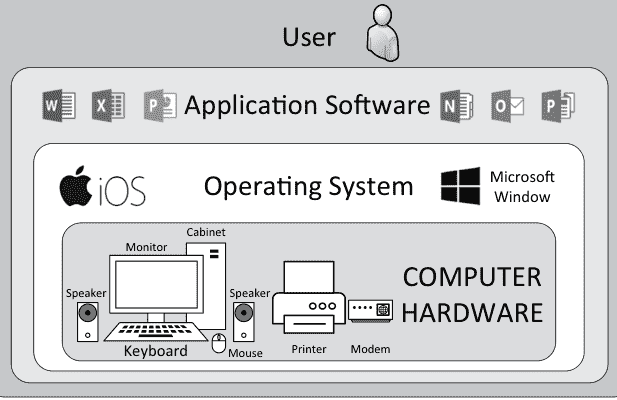 User
W X P Application Software N O P
iOS Operating System Microsoft
Window
Cabinet
Monitor
Speaker Speaker
COMPUTER
HARDWARE
Keyboard Mouse Printer Modem